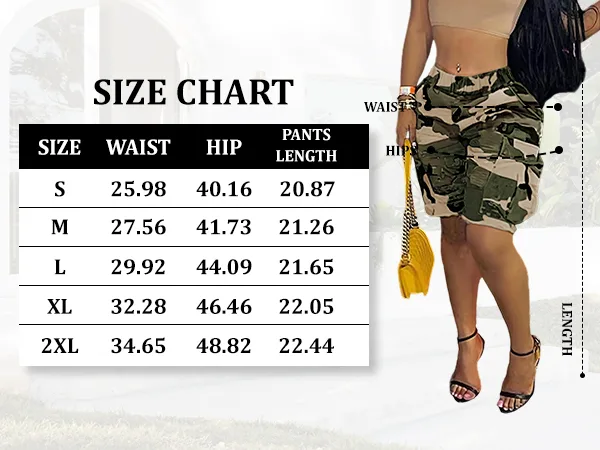 SIZE CHART
SIZE WAIST HIP PANTS LENGTH
S 25.98 40.16 20.87
M 27.56 41.73 21.26
L 29.92 44.09 21.65
XL 32.28 46.46 22.05
2XL 34.65 48.82 22.44
WAIST
HIPS
LENGTH